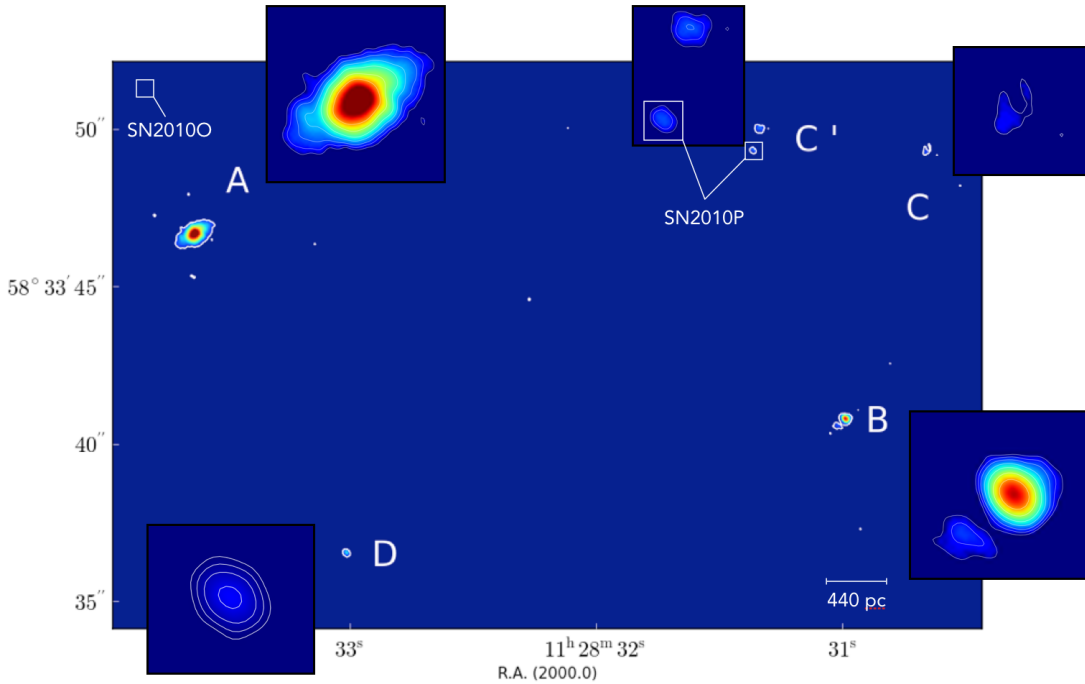 SN2010O
50″
A
C '
SN2010P
C
58° 33′ 45″
40″
B
D
440 pc
35″
33ˢ
11ʰ 28ᵐ 32ˢ
31ˢ
R.A. (2000.0)